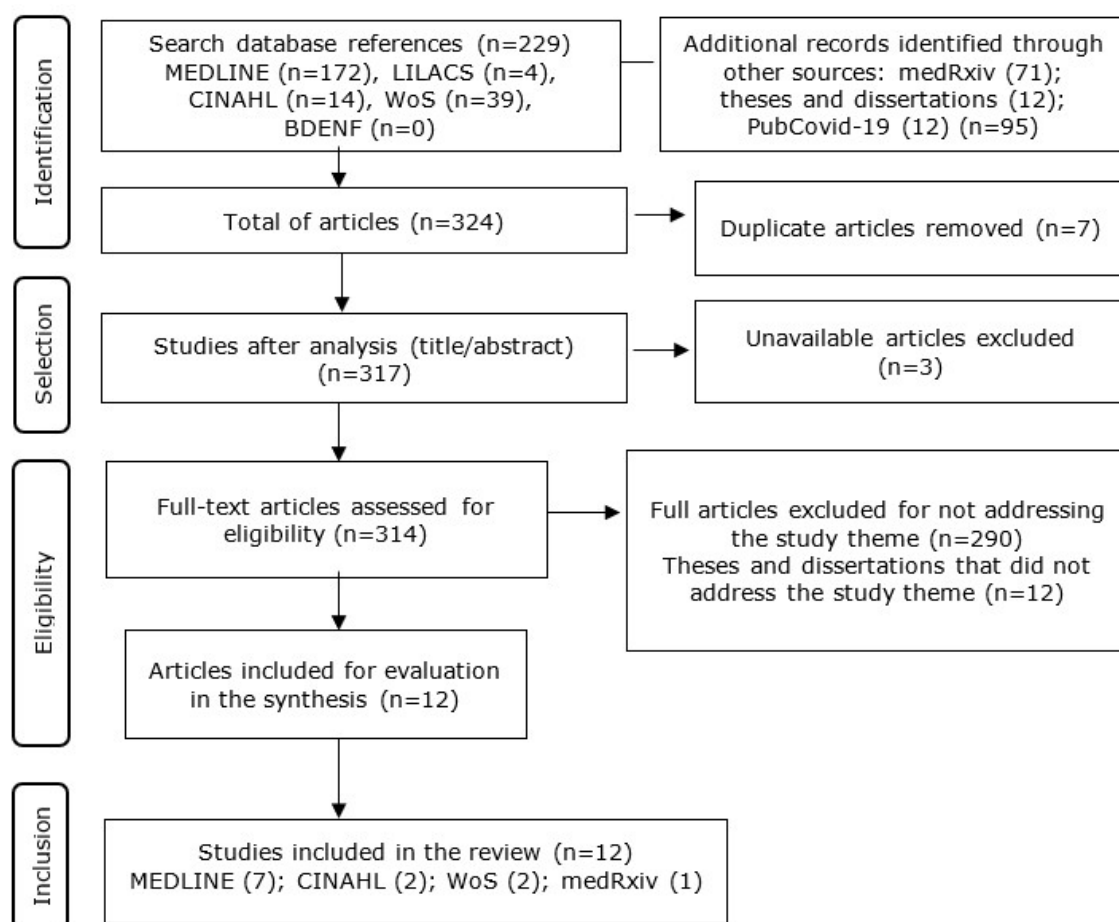 Identification
Search database references (n=229)
MEDLINE (n=172), LILACS (n=4),
CINAHL (n=14), WoS (n=39),
BDENF (n=0)
Additional records identified through
other sources: medRxiv (71);
theses and dissertations (12);
PubCovid-19 (12) (n=95)
Total of articles (n=324)
Duplicate articles removed (n=7)
Selection
Studies after analysis (title/abstract)
(n=317)
Unavailable articles excluded
(n=3)
Eligibility
Full-text articles assessed for
eligibility (n=314)
Full articles excluded for not addressing
the study theme (n=290)
Theses and dissertations that did not
address the study theme (n=12)
Articles included for evaluation
in the synthesis (n=12)
Inclusion
Studies included in the review (n=12)
MEDLINE (7); CINAHL (2); WoS (2); medRxiv (1)